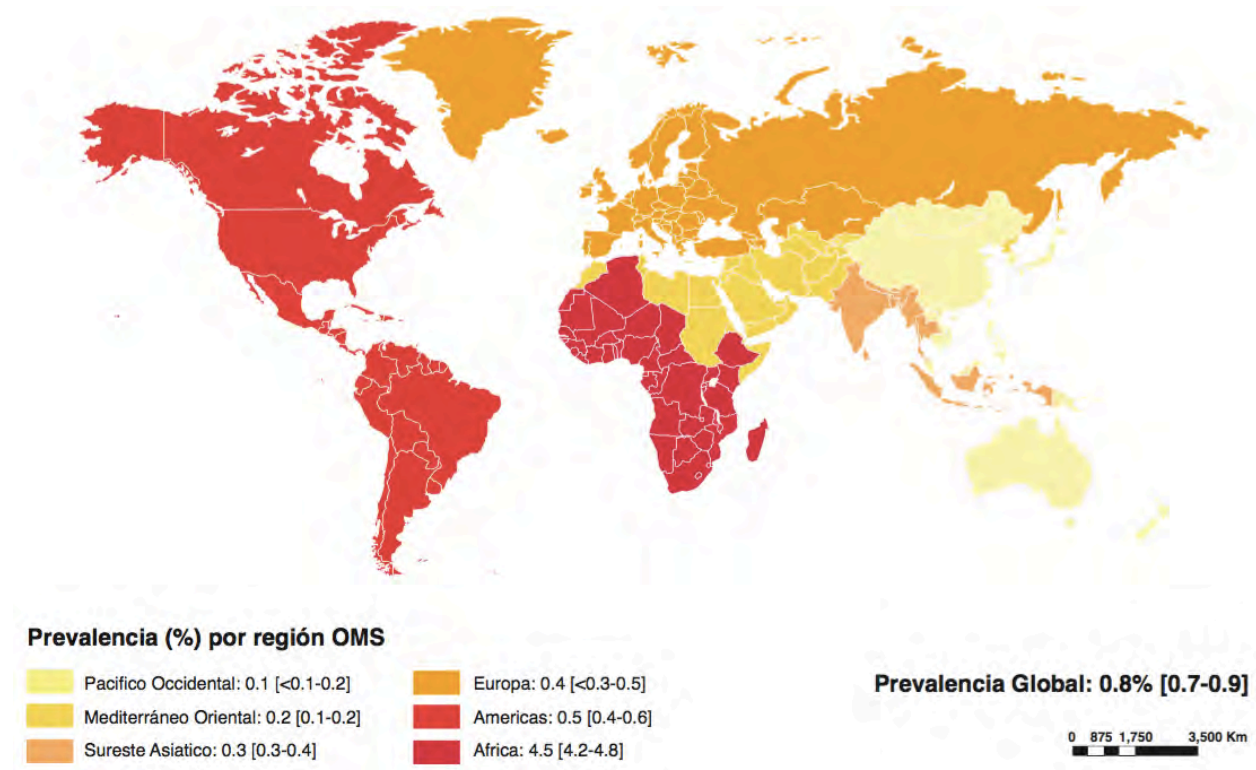 Prevalencia (%) por región OMS
Pacifico Occidental: 0.1 [<0.1-0.2]
Mediterráneo Oriental: 0.2 [0.1-0.2]
Sureste Asiatico: 0.3 [0.3-0.4]
Europa: 0.4 [<0.3-0.5]
Americas: 0.5 [0.4-0.6]
Africa: 4.5 [4.2-4.8]
Prevalencia Global: 0.8% [0.7-0.9]
0 875 1,750 3,500 Km